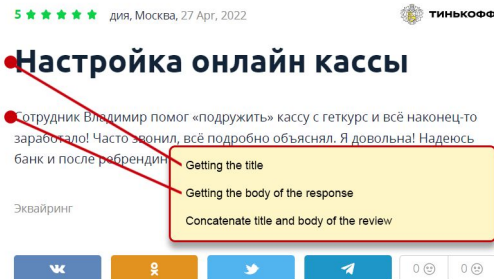 5 дия, Москва, 27 Apr, 2022
ТИНЬКОФФ
Настройка онлайн кассы
Сотрудник Владимир помог «подружить» кассу с геткурс и всё наконец-то
заработало! Часто звонил, всё подробно объяснял. Я довольна! Надеюсь
банк и после ребрендин
Getting the title
Getting the body of the response
Concatenate title and body of the review
Эквайринг
0 0